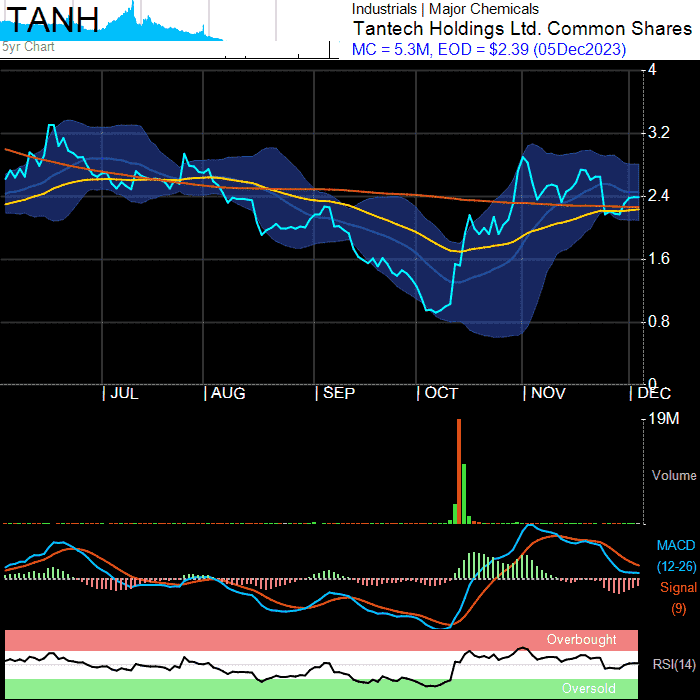 TANH
5yr Chart
Industrials | Major Chemicals
Tantech Holdings Ltd. Common Shares
MC = 5.3M, EOD = $2.39 (05Dec2023)
4
3.2
2.4
1.6
0.8
0
JUL AUG SEP OCT NOV DEC
19M
Volume
MACD
(12-26)
Signal
(9)
Overbought
RSI(14)
Oversold